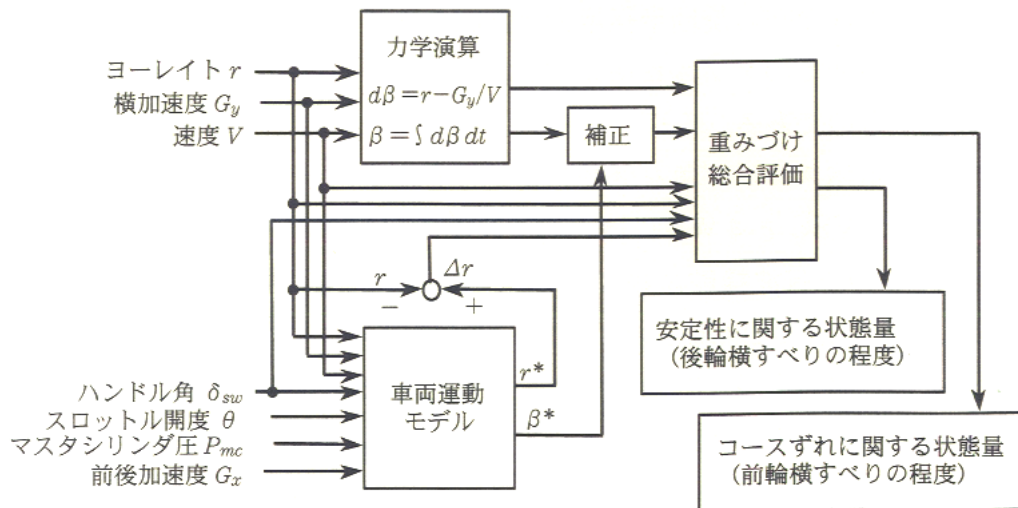 力学演算
dβ=r−G_y/V
β=∫dβ dt
ヨーレイト r
横加速度 G_y
速度 V
補正
重みづけ
総合評価
r
−
Δr
+
安定性に関する状態量
(後輪横すべりの程度)
ハンドル角 δ_sw
スロットル開度 θ
マスタシリンダ圧 P_mc
前後加速度 G_x
車両運動
モデル
r*
β*
コースずれに関する状態量
(前輪横すべりの程度)